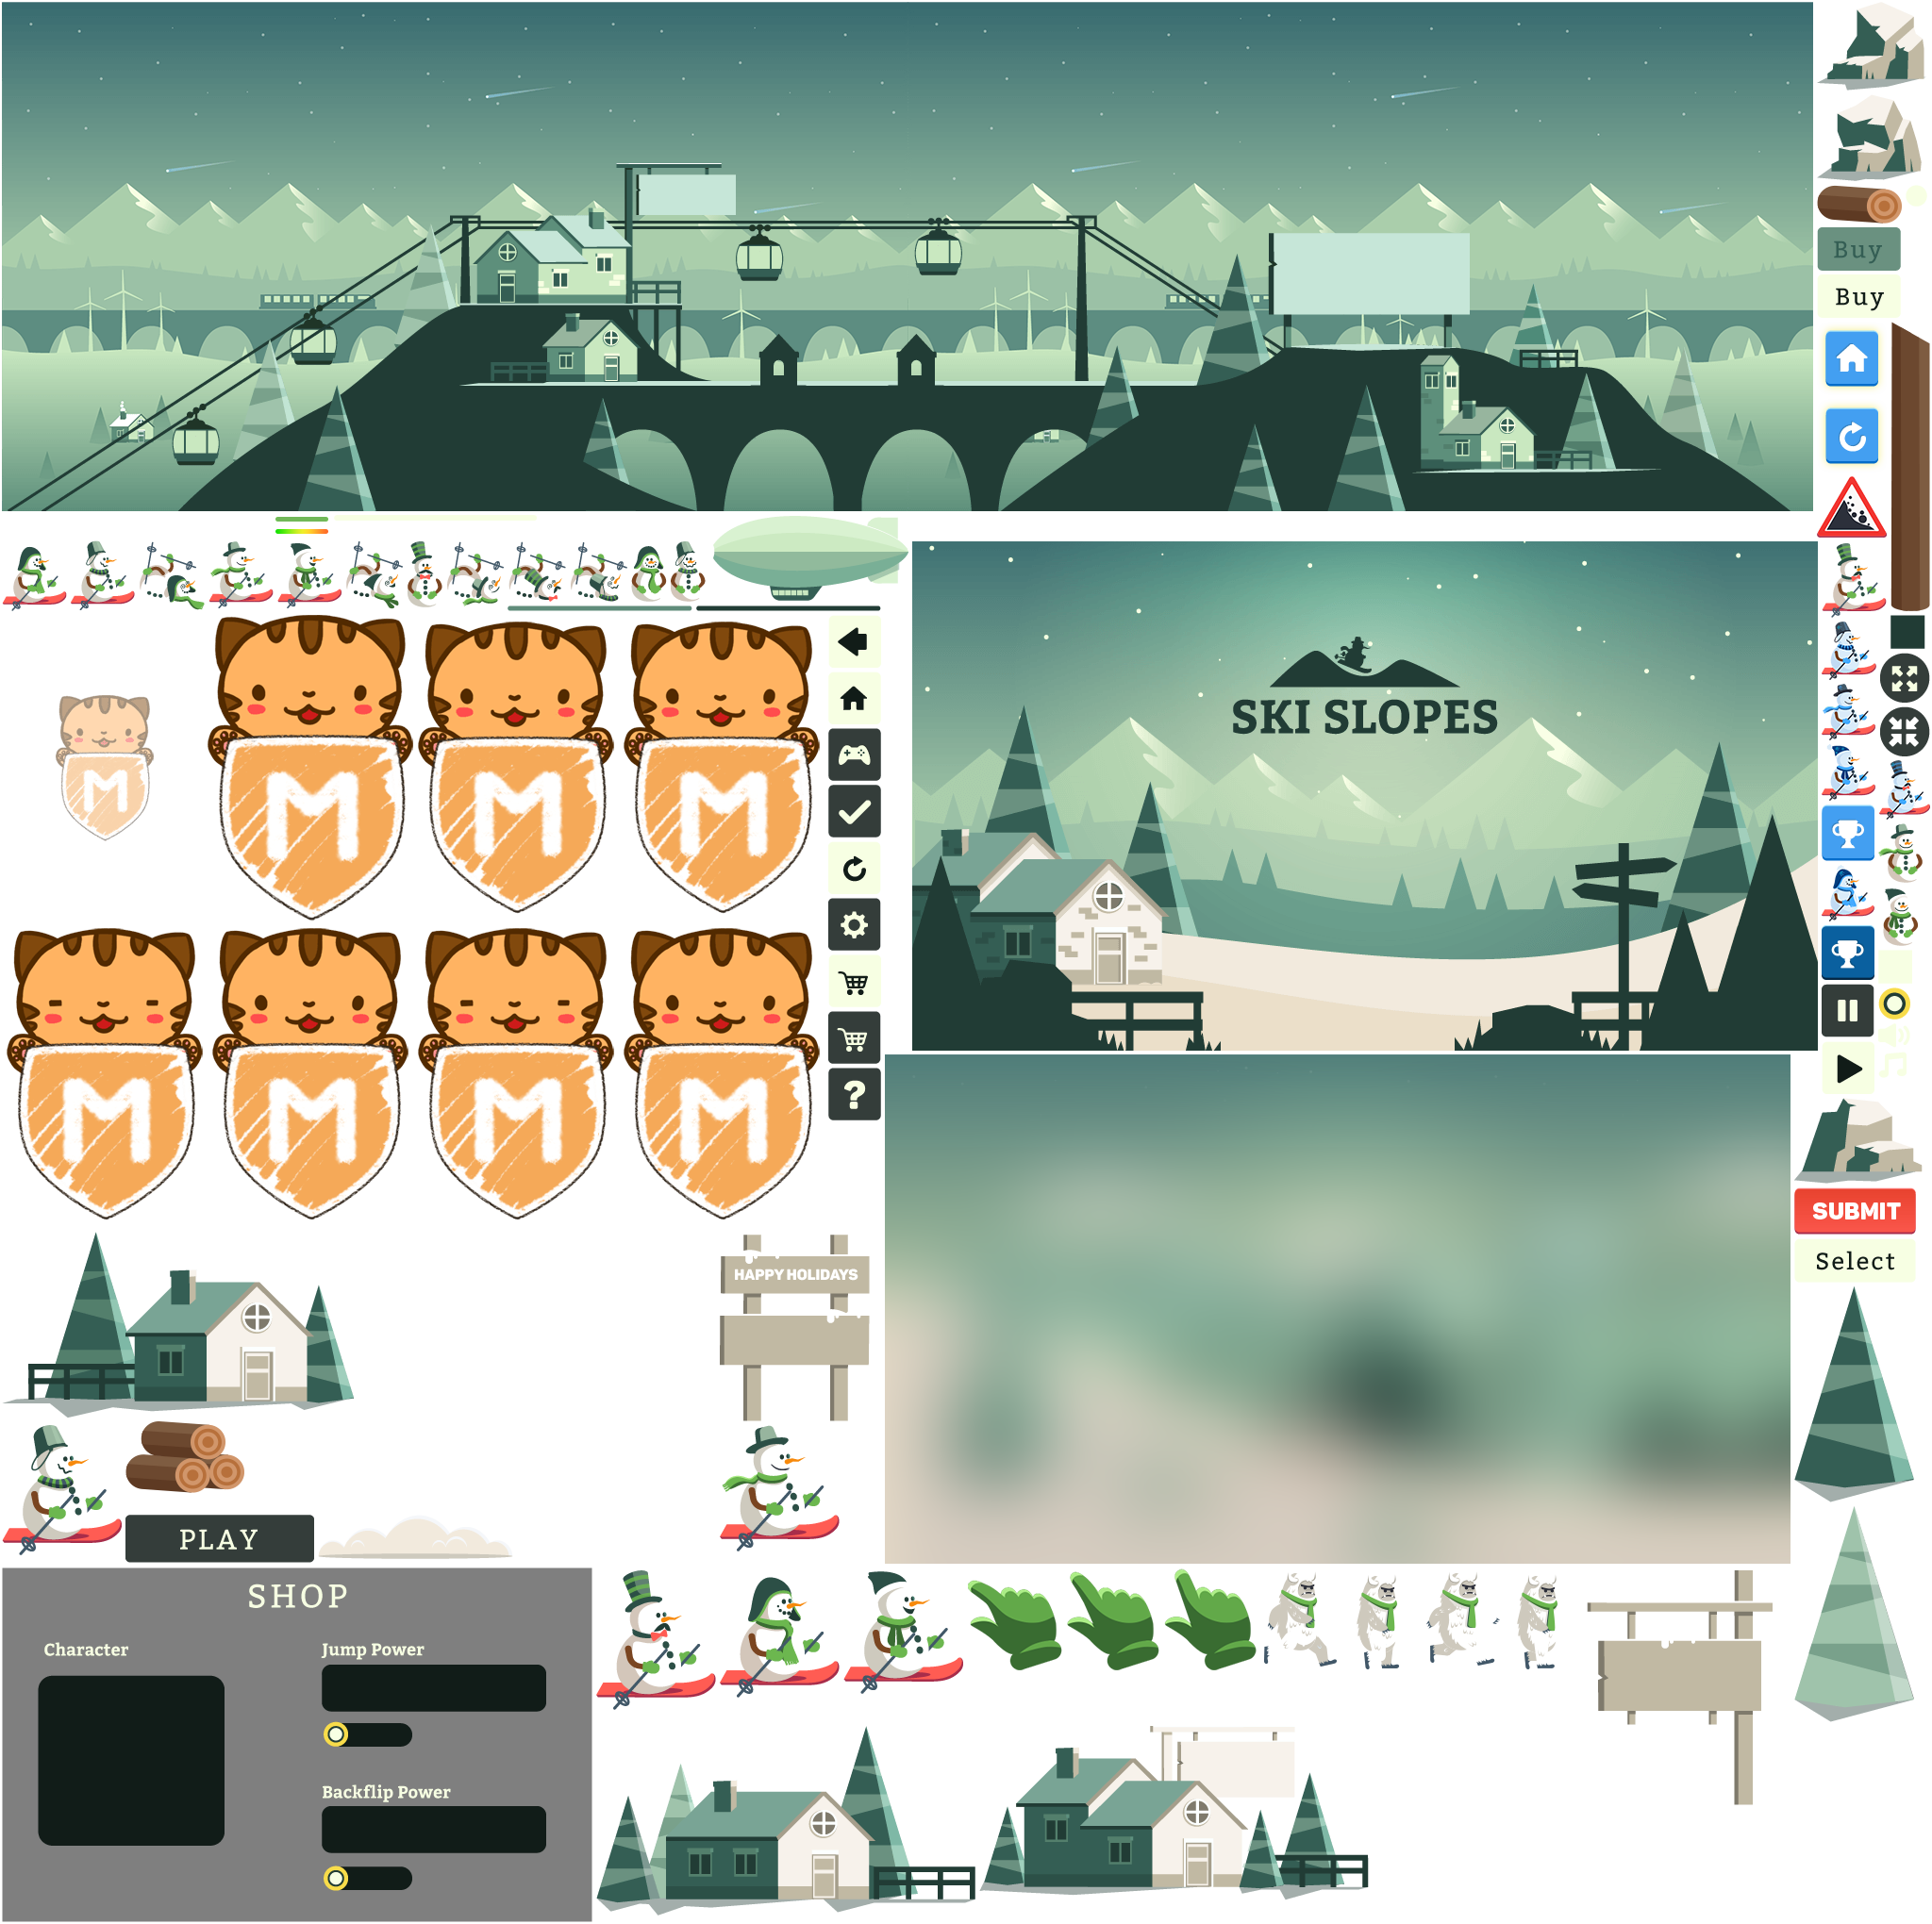 Buy
Buy
SKI SLOPES
M
M
M
M
M
M
M
M
HAPPY HOLIDAYS
SUBMIT
Select
PLAY
SHOP
Character
Jump Power
Backflip Power